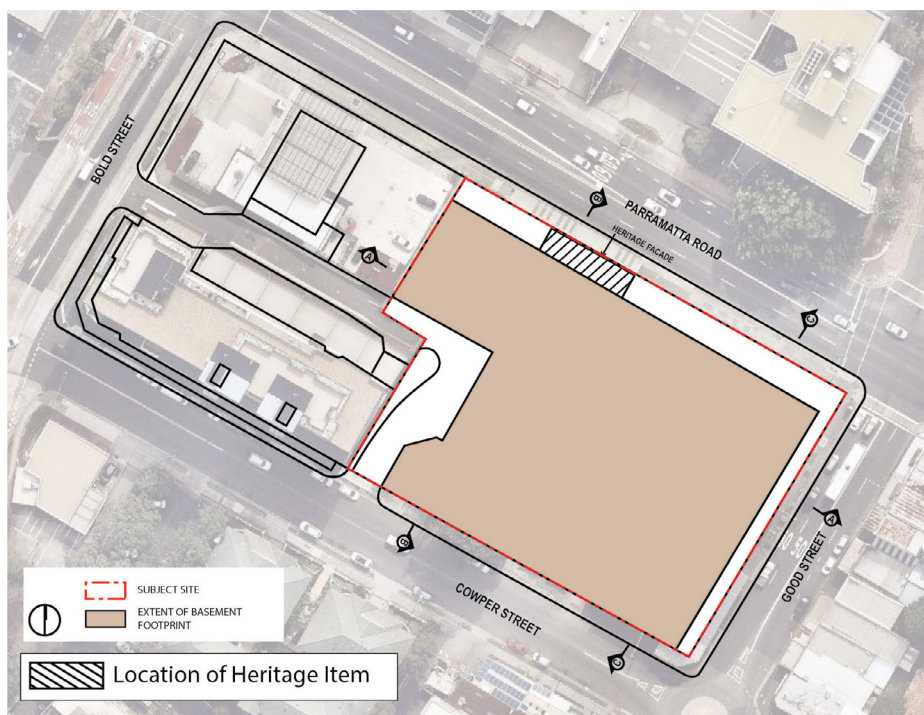 BOLD STREET
PARRAMATTA ROAD
HERITAGE FACADE
B
A
C
GOOD STREET
A
B
COWPER STREET
C
SUBJECT SITE
EXTENT OF BASEMENT
FOOTPRINT
Location of Heritage Item